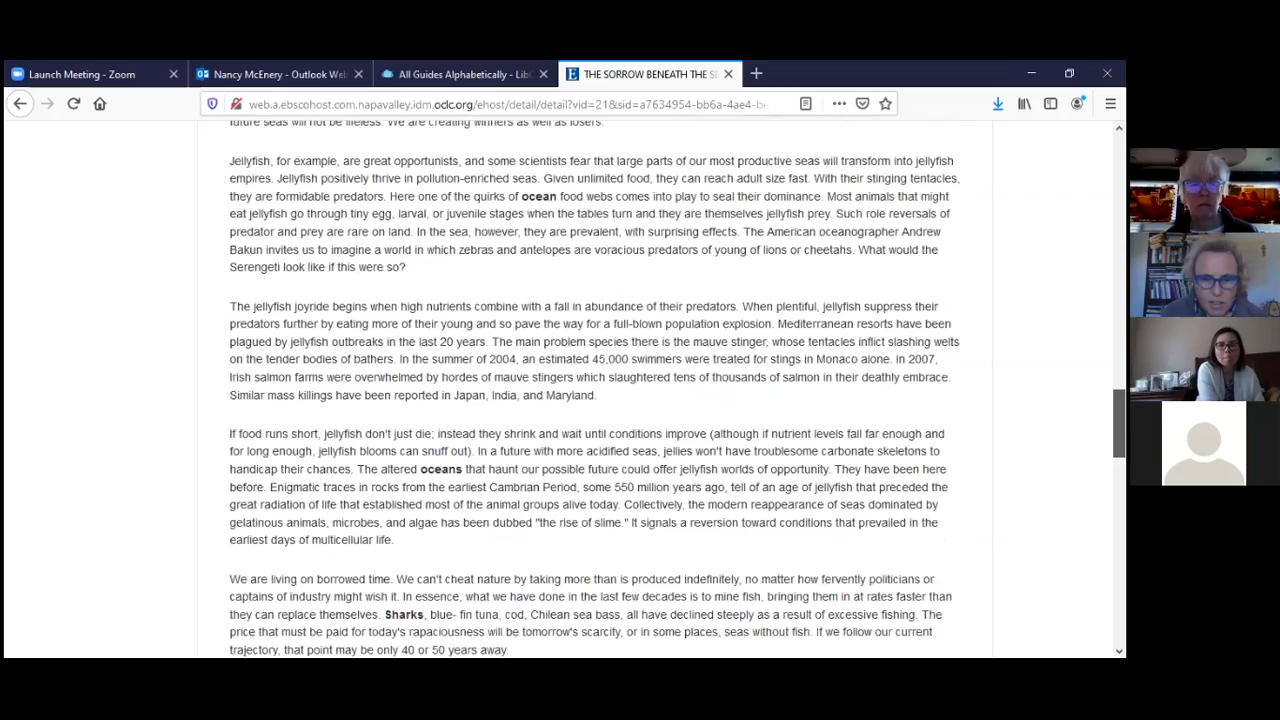 Launch Meeting - Zoom
Nancy McEnery - Outlook We
All Guides Alphabetically - Lib
THE SORROW BENEATH THE S
web.a.ebscohost.com.napavalley.idm.oclc.org/ehost/detail/detail?vid=21&sid=a7634954-bb6a-4ae4-b
future seas will not be lifeless. We are creating winners as well as losers.
Jellyfish, for example, are great opportunists, and some scientists fear that large parts of our most productive seas will transform into jellyfish
empires. Jellyfish positively thrive in pollution-enriched seas. Given unlimited food, they can reach adult size fast. With their stinging tentacles,
they are formidable predators. Here one of the quirks of ocean food webs comes into play to seal their dominance. Most animals that might
eat jellyfish go through tiny egg, larval, or juvenile stages when the tables turn and they are themselves jellyfish prey. Such role reversals of
predator and prey are rare on land. In the sea, however, they are prevalent, with surprising effects. The American oceanographer Andrew
Bakun invites us to imagine a world in which zebras and antelopes are voracious predators of young of lions or cheetahs. What would the
Serengeti look like if this were so?
The jellyfish joyride begins when high nutrients combine with a fall in abundance of their predators. When plentiful, jellyfish suppress their
predators further by eating more of their young and so pave the way for a full-blown population explosion. Mediterranean resorts have been
plagued by jellyfish outbreaks in the last 20 years. The main problem species there is the mauve stinger, whose tentacles inflict slashing welts
on the tender bodies of bathers. In the summer of 2004, an estimated 45,000 swimmers were treated for stings in Monaco alone. In 2007,
Irish salmon farms were overwhelmed by hordes of mauve stingers which slaughtered tens of thousands of salmon in their deathly embrace.
Similar mass killings have been reported in Japan, India, and Maryland.
If food runs short, jellyfish don't just die; instead they shrink and wait until conditions improve (although if nutrient levels fall far enough and
for long enough, jellyfish blooms can snuff out). In a future with more acidified seas, jellies won't have troublesome carbonate skeletons to
handicap their chances. The altered oceans that haunt our possible future could offer jellyfish worlds of opportunity. They have been here
before. Enigmatic traces in rocks from the earliest Cambrian Period, some 550 million years ago, tell of an age of jellyfish that preceded the
great radiation of life that established most of the animal groups alive today. Collectively, the modern reappearance of seas dominated by
gelatinous animals, microbes, and algae has been dubbed "the rise of slime." It signals a reversion toward conditions that prevailed in the
earliest days of multicellular life.
We are living on borrowed time. We can't cheat nature by taking more than is produced indefinitely, no matter how fervently politicians or
captains of industry might wish it. In essence, what we have done in the last few decades is to mine fish, bringing them in at rates faster than
they can replace themselves. Sharks, blue- fin tuna, cod, Chilean sea bass, all have declined steeply as a result of excessive fishing. The
price that must be paid for today's rapaciousness will be tomorrow's scarcity, or in some places, seas without fish. If we follow our current
trajectory, that point may be only 40 or 50 years away.